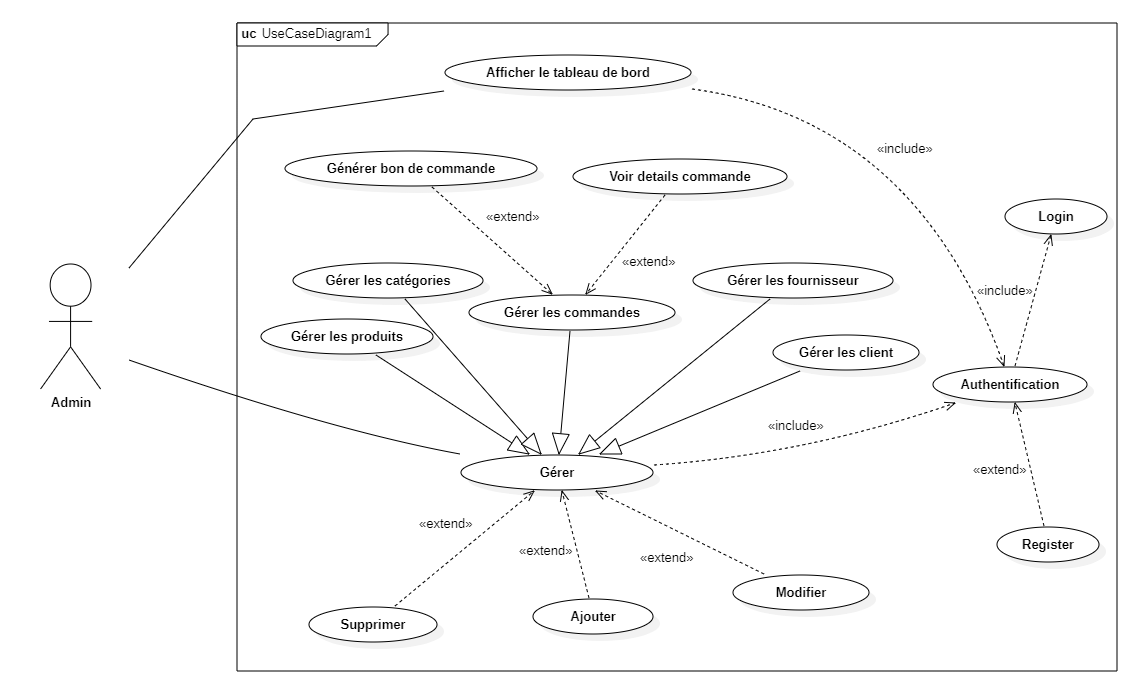 uc UseCaseDiagram1
Afficher le tableau de bord
«include»
Générer bon de commande
Voir details commande
«extend»
Login
«extend»
Gérer les catégories
Gérer les fournisseur
«include»
Gérer les commandes
Gérer les produits
Gérer les client
Authentification
Admin
«include»
Gérer
«extend»
«extend»
«extend»
«extend»
Register
Modifier
Ajouter
Supprimer